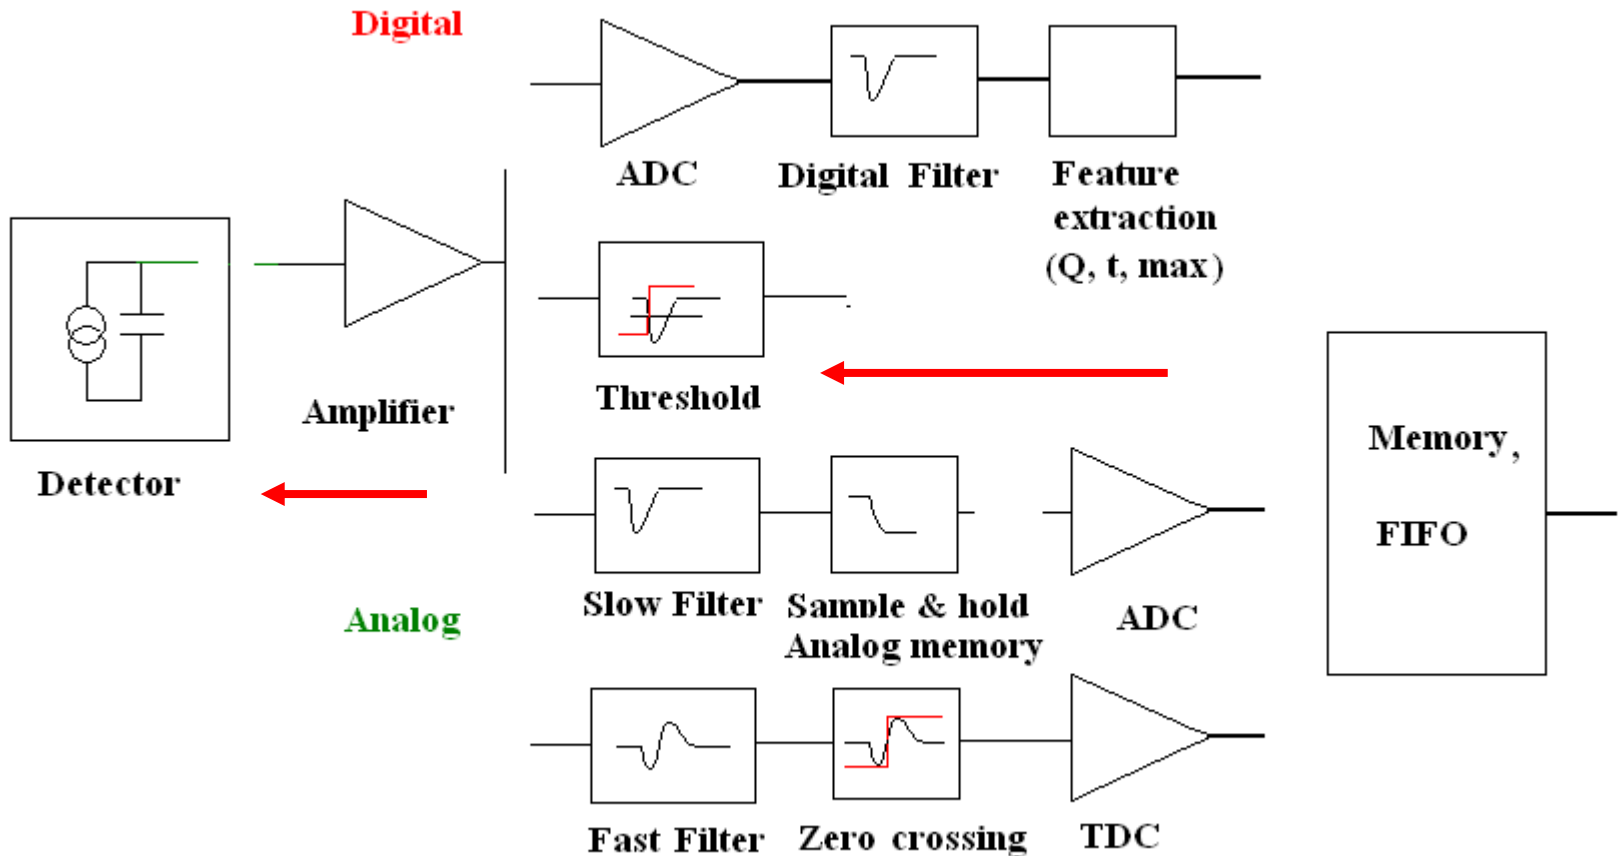 Digital
ADC
Digital Filter
Feature
extraction
(Q, t, max)
Threshold
Amplifier
Detector
Memory,
FIFO
Slow Filter
Sample & hold
Analog memory
ADC
Analog
Fast Filter
Zero crossing
TDC